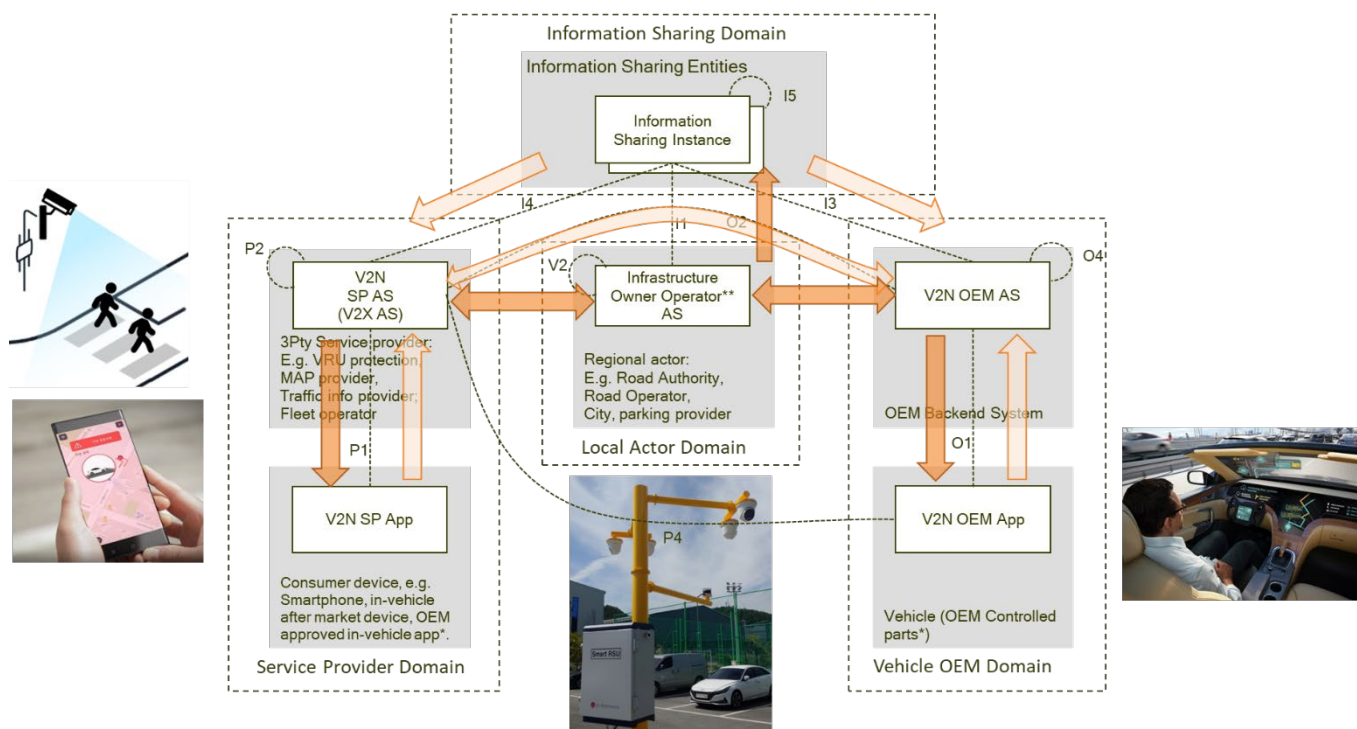 Information Sharing Domain
Information Sharing Entities
Information
Sharing Instance
I5
I4
I3
I1
O2
P2
V2N
SP AS
(V2X AS)
3Pty Service provider:
E.g. VRU protection,
MAP provider,
Traffic info provider;
Fleet operator
V2
Infrastructure
Owner Operator**
AS
Regional actor:
E.g. Road Authority,
Road Operator,
City, parking provider
Local Actor Domain
O4
V2N OEM AS
OEM Backend System
P1
O1
V2N SP App
Consumer device, e.g.
Smartphone, in-vehicle
after market device, OEM
approved in-vehicle app*.
Service Provider Domain
P4
Smart RSU
V2N OEM App
Vehicle (OEM Controlled
parts*)
Vehicle OEM Domain